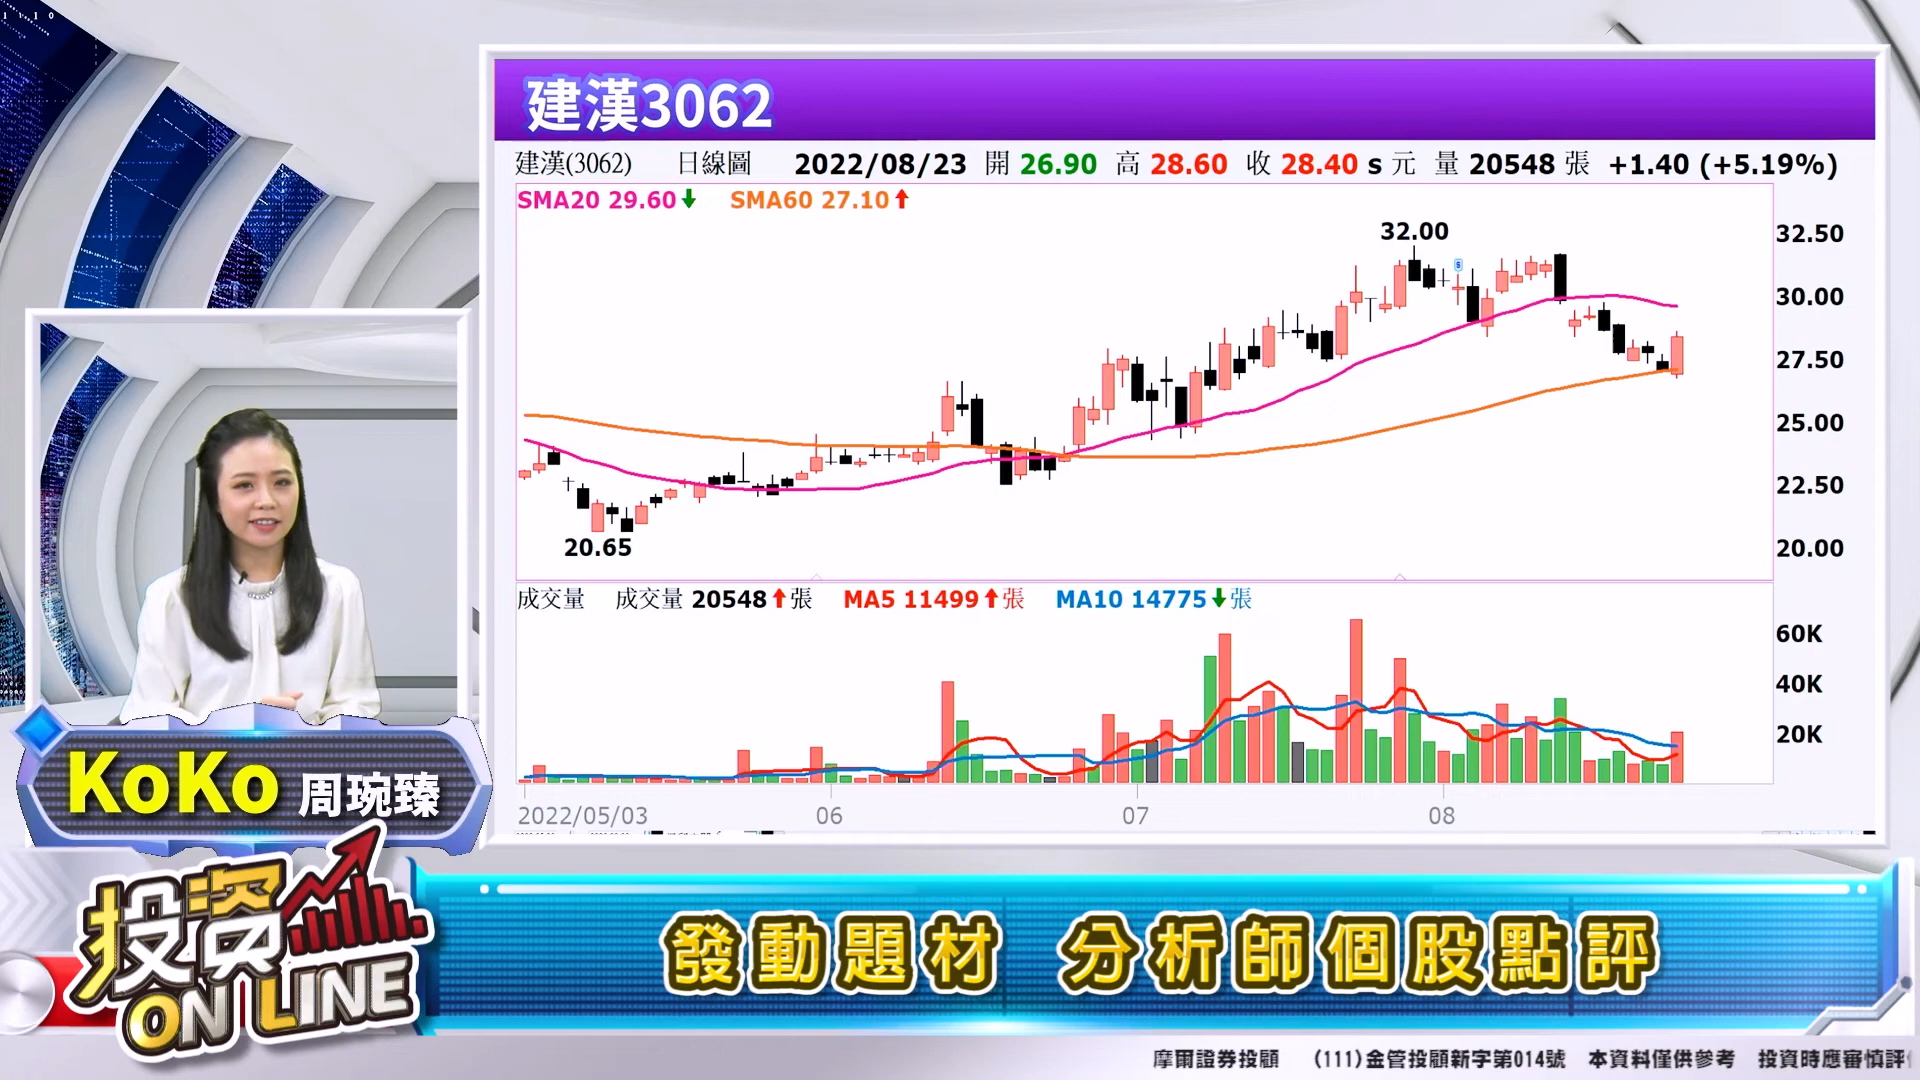 建漢3062
建漢(3062) 日線圖 2022/08/23 開 26.90 高 28.60 收 28.40 s 元 量 20548 張 +1.40 (+5.19%)
SMA20 29.60↓ SMA60 27.10↑
32.00
20.65
32.50
30.00
27.50
25.00
22.50
20.00
成交量 成交量 20548↑張 MA5 11499↑張 MA10 14775↓張
60K
40K
20K
2022/05/03 06 07 08
KoKo 周琬臻
投資
ON LINE
發動題材 分析師個股點評
摩爾證券投顧 (111)金管投顧新字第014號 本資料僅供參考 投資時應審慎評